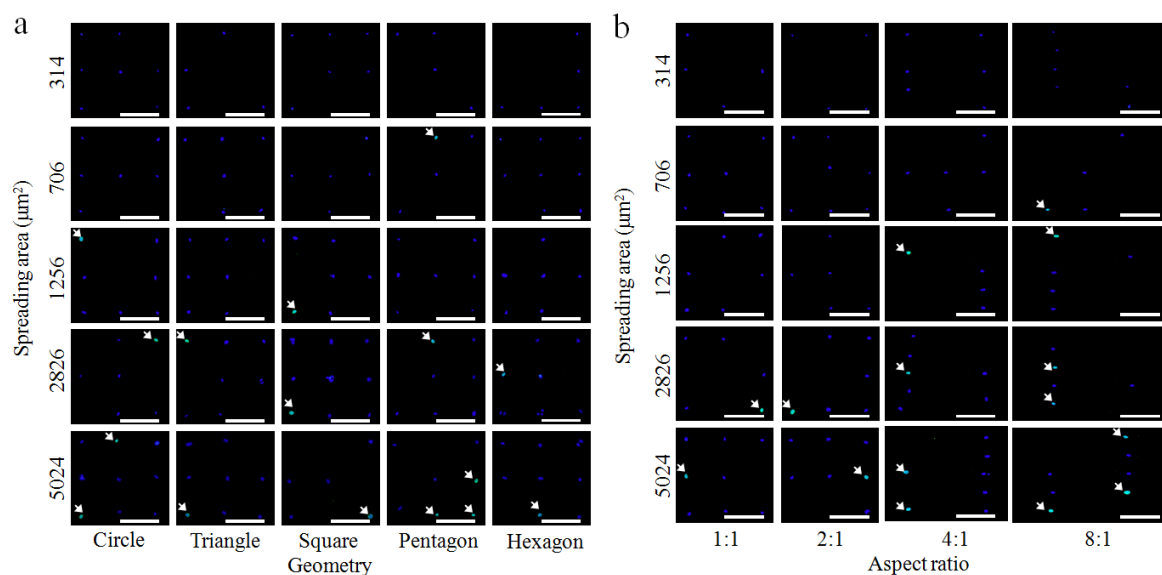 a
b
Spreading area (μm²)
314
706
1256
2826
5024
Circle Triangle Square Pentagon Hexagon
Geometry
Spreading area (μm²)
314
706
1256
2826
5024
1:1 2:1 4:1 8:1
Aspect ratio